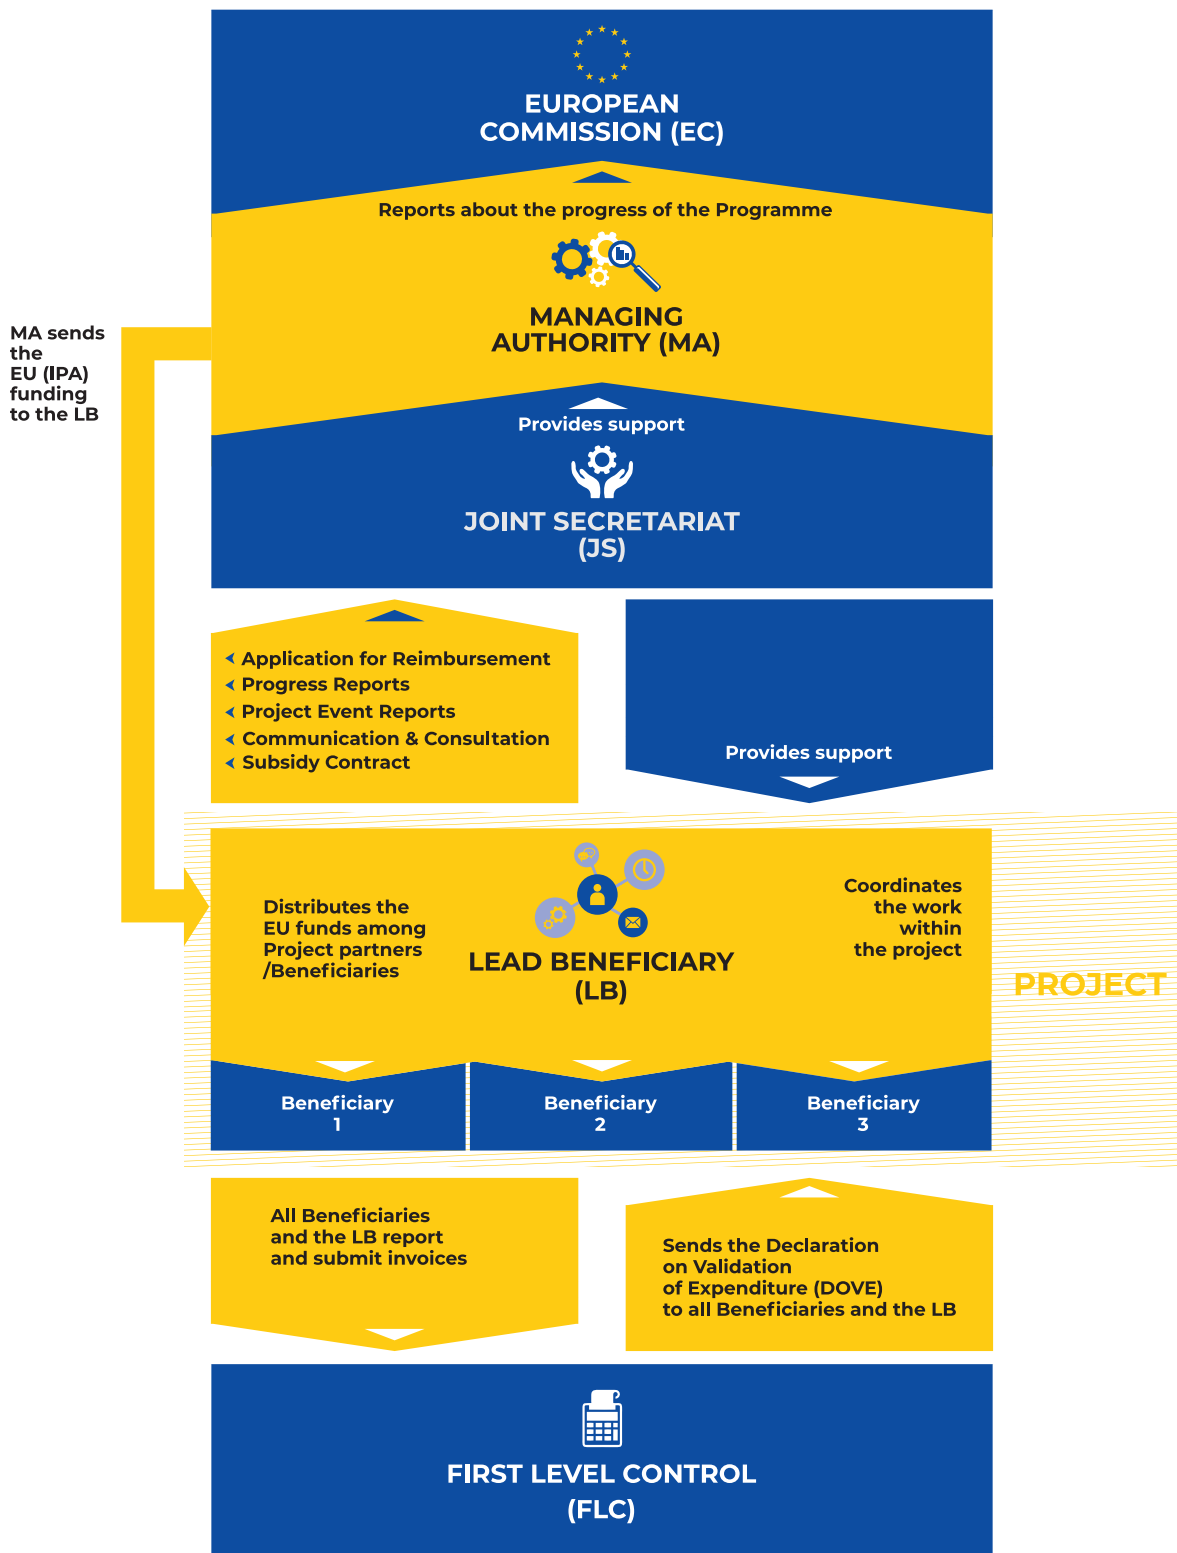 EUROPEAN
COMMISSION (EC)
Reports about the progress of the Programme
MANAGING
AUTHORITY (MA)
MA sends
the
EU (IPA)
funding
to the LB
Provides support
JOINT SECRETARIAT
(JS)
Application for Reimbursement
Progress Reports
Project Event Reports
Communication & Consultation
Subsidy Contract
Provides support
Distributes the
EU funds among
Project partners
/Beneficiaries
LEAD BENEFICIARY
(LB)
Coordinates
the work
within
the project
PROJECT
Beneficiary
1
Beneficiary
2
Beneficiary
3
All Beneficiaries
and the LB report
and submit invoices
Sends the Declaration
on Validation
of Expenditure (DOVE)
to all Beneficiaries and the LB
FIRST LEVEL CONTROL
(FLC)